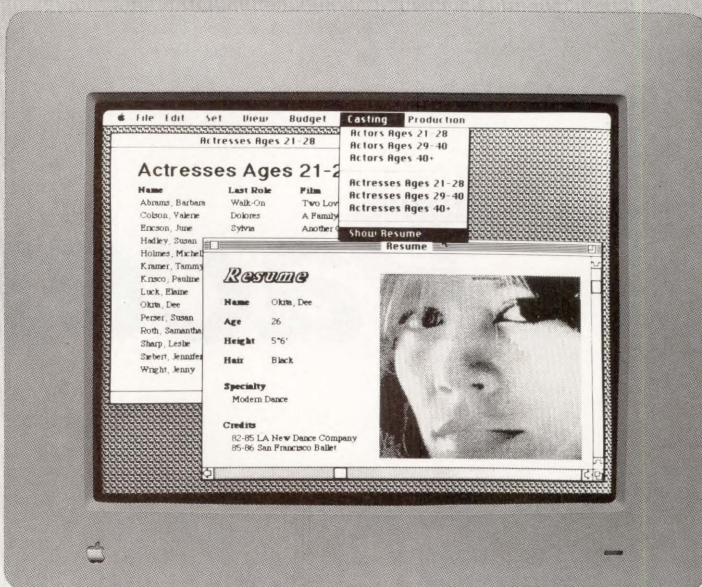 File Edit Set View Budget Casting Production
Actresses Ages 21-28
Actors Ages 21-28
Actors Ages 29-40
Actors Ages 40+
Actresses Ages 21-28
Actresses Ages 29-40
Actresses Ages 40+
Show Resume
Actresses Ages 21-2
Name Last Role Film
Abrams, Barbara Walk-On Two Lov
Colson, Valerie Dolores A Family
Ericson, June Sylvia Another
Hadley, Susan
Holmes, Michel
Kramer, Tammy
Krisco, Pauline
Luck, Elaine
Okita, Dee
Perser, Susan
Roth, Samantha
Sharp, Leslie
Siebert, Jennifer
Wright, Jenny
Resume
Resume
Name Okita, Dee
Age 26
Height 5"6'
Hair Black
Specialty
Modern Dance
Credits
82-85 LA New Dance Company
85-86 San Francisco Ballet